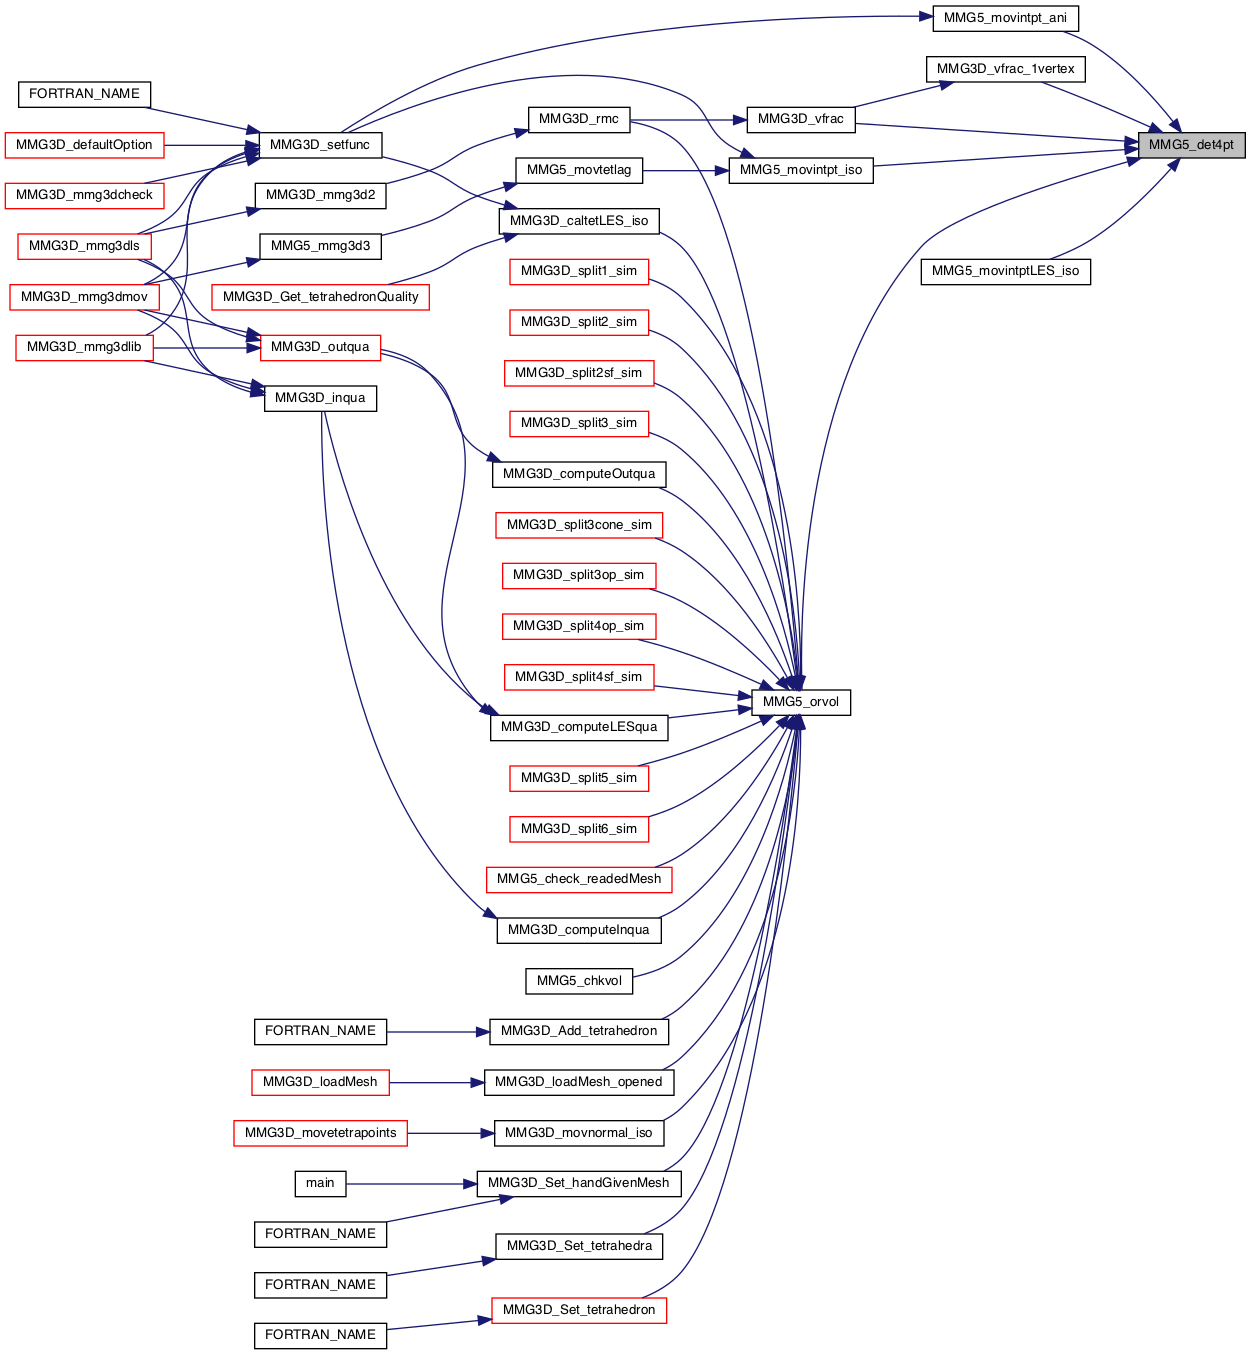 MMG5_movintpt_ani
MMG3D_vfrac_1vertex
FORTRAN_NAME
MMG3D_rmc
MMG3D_vfrac
MMG3D_defaultOption
MMG3D_setfunc
MMG5_det4pt
MMG5_movtetlag
MMG5_movintpt_iso
MMG3D_mmg3dcheck
MMG3D_mmg3d2
MMG3D_caltetLES_iso
MMG3D_mmg3dls
MMG5_mmg3d3
MMG3D_split1_sim
MMG5_movintptLES_iso
MMG3D_mmg3dmov
MMG3D_Get_tetrahedronQuality
MMG3D_split2_sim
MMG3D_mmg3dlib
MMG3D_outqua
MMG3D_split2sf_sim
MMG3D_inqua
MMG3D_split3_sim
MMG3D_computeOutqua
MMG3D_split3cone_sim
MMG3D_split3op_sim
MMG3D_split4op_sim
MMG3D_split4sf_sim
MMG5_orvol
MMG3D_computeLESqua
MMG3D_split5_sim
MMG3D_split6_sim
MMG5_check_readedMesh
MMG3D_computeInqua
MMG5_chkvol
FORTRAN_NAME
MMG3D_Add_tetrahedron
MMG3D_loadMesh
MMG3D_loadMesh_opened
MMG3D_movetetrapoints
MMG3D_movnormal_iso
main
MMG3D_Set_handGivenMesh
FORTRAN_NAME
MMG3D_Set_tetrahedra
FORTRAN_NAME
MMG3D_Set_tetrahedron
FORTRAN_NAME